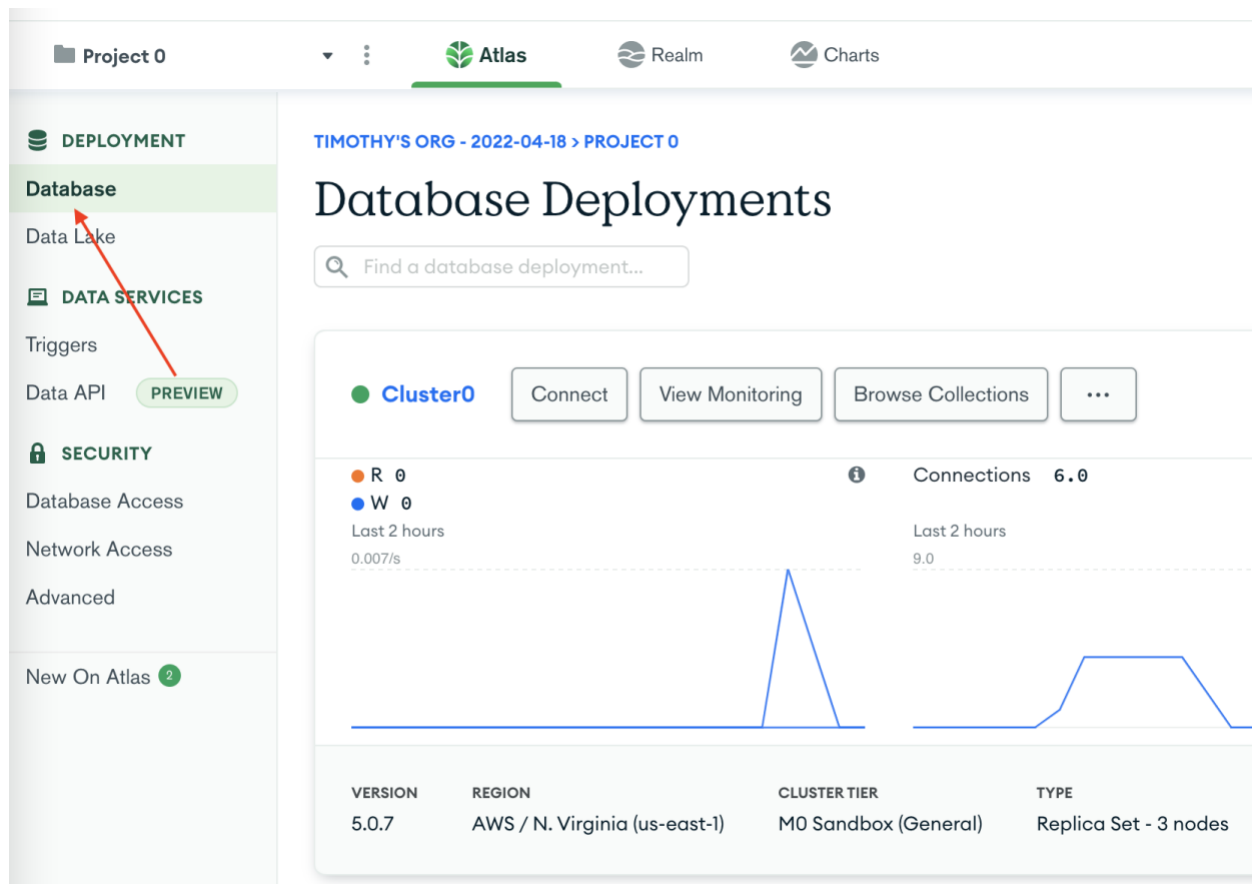 Project 0
Atlas
Realm
Charts
DEPLOYMENT
Database
Data Lake
DATA SERVICES
Triggers
Data API PREVIEW
SECURITY
Database Access
Network Access
Advanced
New On Atlas 2
TIMOTHY'S ORG - 2022-04-18 > PROJECT 0
Database Deployments
Find a database deployment...
Cluster0
Connect
View Monitoring
Browse Collections
...
R 0
W 0
Last 2 hours
0.007/s
Connections 6.0
Last 2 hours
9.0
VERSION
5.0.7
REGION
AWS / N. Virginia (us-east-1)
CLUSTER TIER
M0 Sandbox (General)
TYPE
Replica Set - 3 nodes